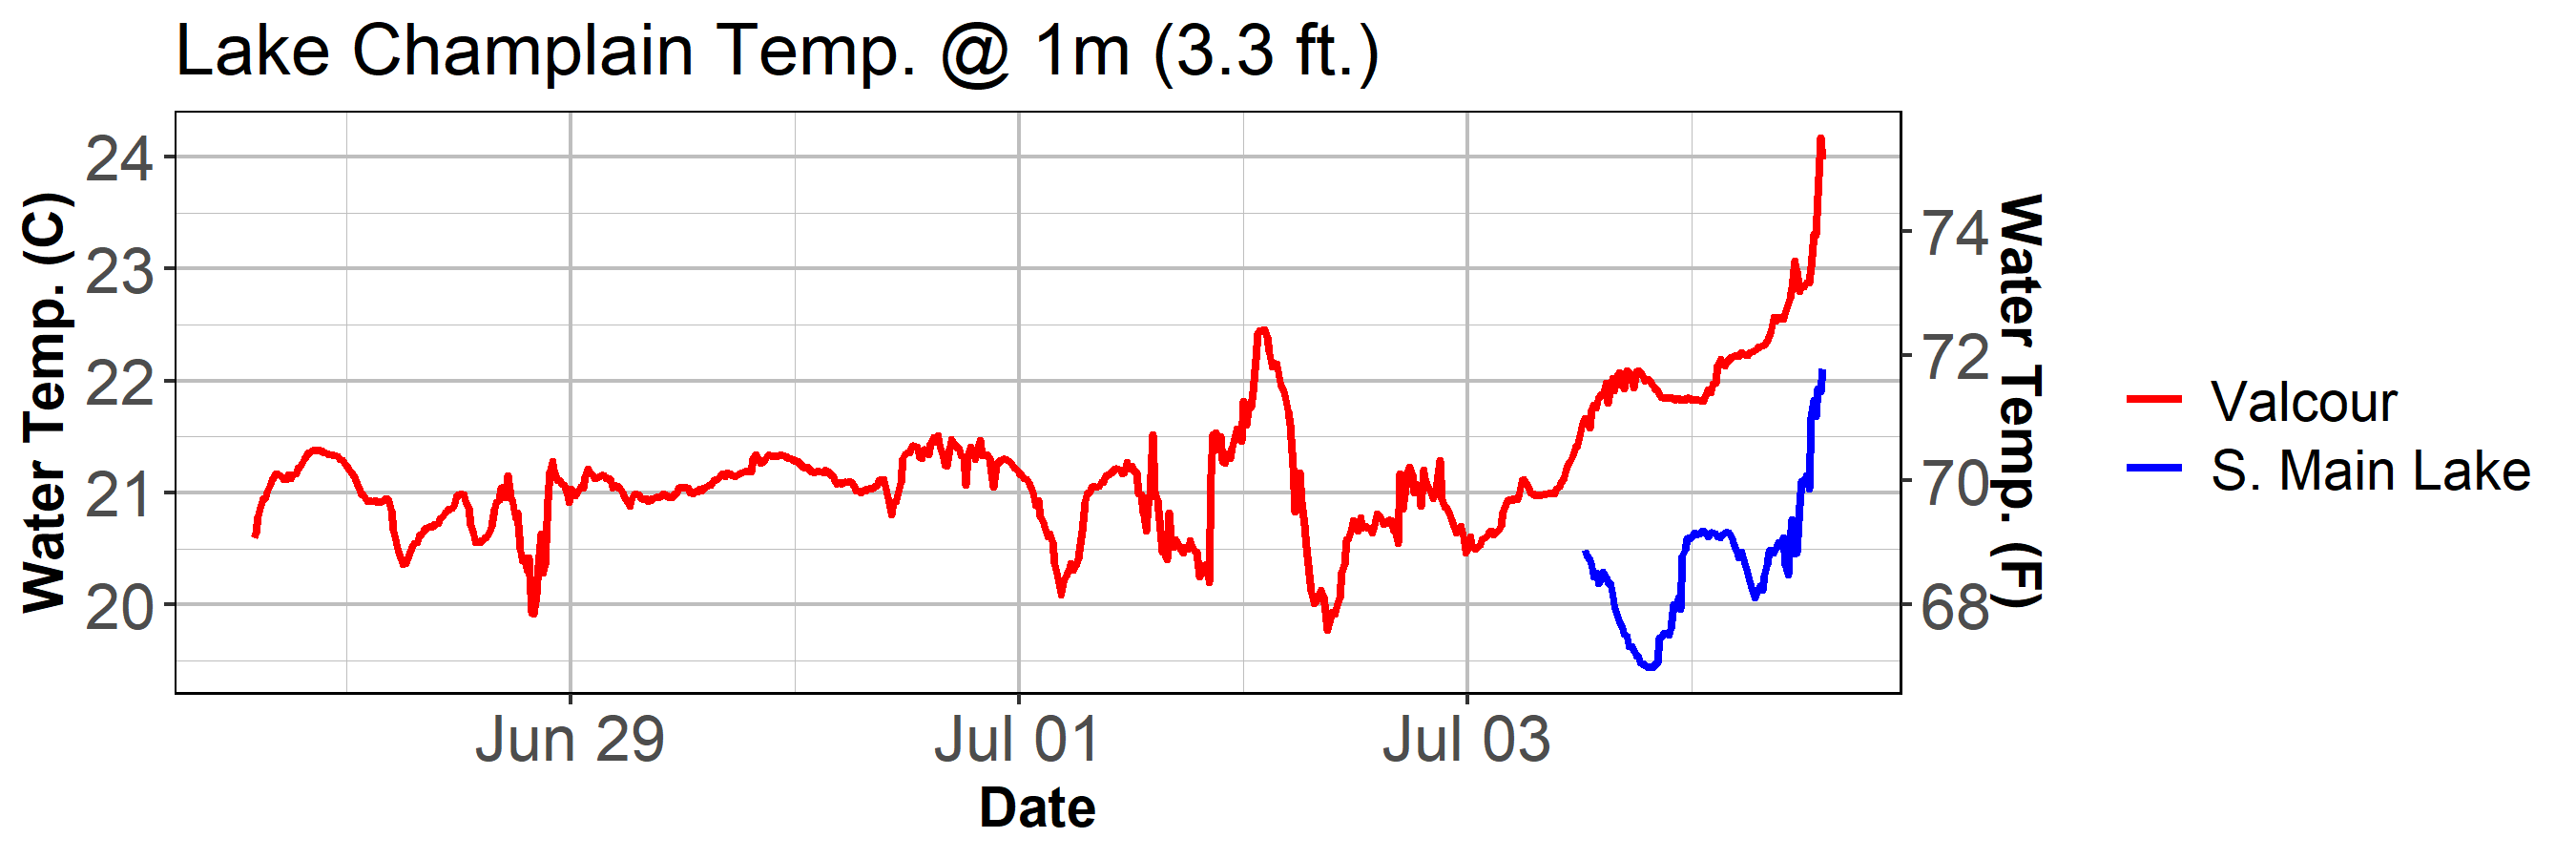 Lake Champlain Temp. @ 1m (3.3 ft.)
Water Temp. (C)
24
23
22
21
20
74
72
70
68
Water Temp. (F)
Jun 29
Jul 01
Jul 03
Date
Valcour
S. Main Lake